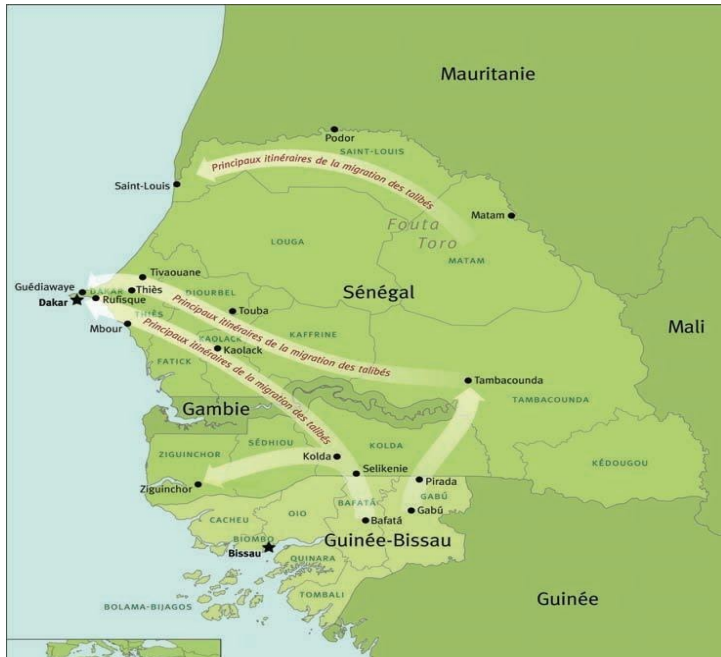 Mauritanie
Podor
SAINT-LOUIS
Principaux itinéraires de la migration des talibés
Saint-Louis
Matam
Fouta
Toro
LOUGA
MATAM
Tivaouane
Guédiawaye
DAKAR
Thiès
DIOURBEL
Sénégal
Dakar
Rufisque
Touba
THIÈS
Principaux itinéraires de la migration des talibés
Mbour
KAOLACK
KAFFRINE
Mali
Kaolack
FATICK
Principaux itinéraires de la migration des talibés
Tambacounda
TAMBACOUNDA
Gambie
SÉDHIOU
KOLDA
ZIGUINCHOR
Kolda
KÉDOUGOU
Selikenie
Pirada
Ziguinchor
GABÚ
BAFATÁ
OIO
Gabú
CACHEU
Bafatá
BIOMBO
Guinée-Bissau
Bissau
QUINARA
TOMBALI
Guinée
BOLAMA-BIJAGOS